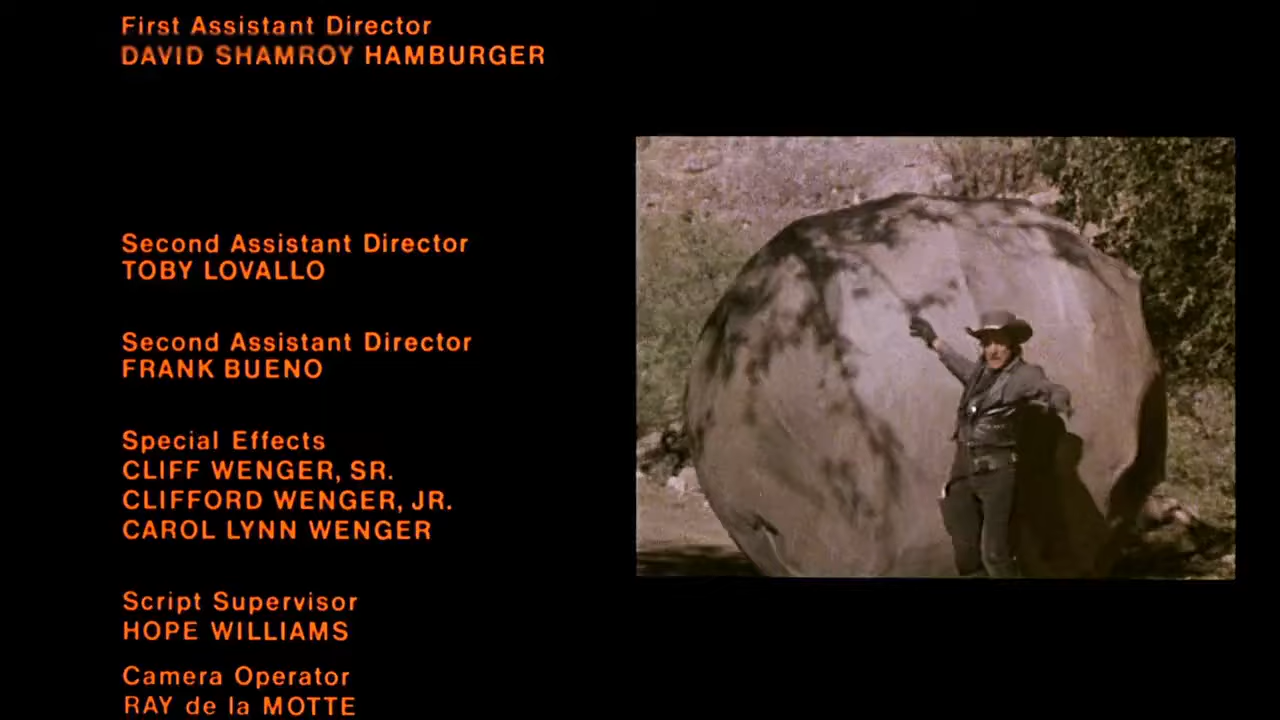 First Assistant Director
DAVID SHAMROY HAMBURGER
Second Assistant Director
TOBY LOVALLO
Second Assistant Director
FRANK BUENO
Special Effects
CLIFF WENGER, SR.
CLIFFORD WENGER, JR.
CAROL LYNN WENGER
Script Supervisor
HOPE WILLIAMS
Camera Operator
RAY de la MOTTE